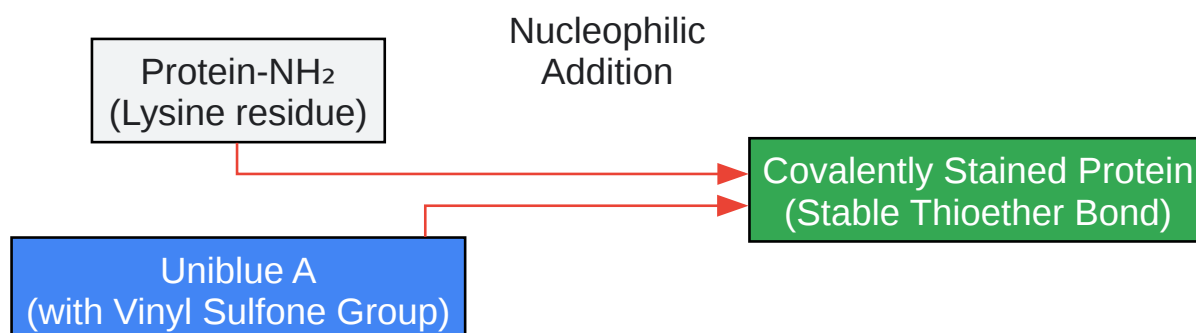 Nucleophilic
Addition
Protein-NH₂
(Lysine residue)
Covalently Stained Protein
(Stable Thioether Bond)
Uniblue A
(with Vinyl Sulfone Group)